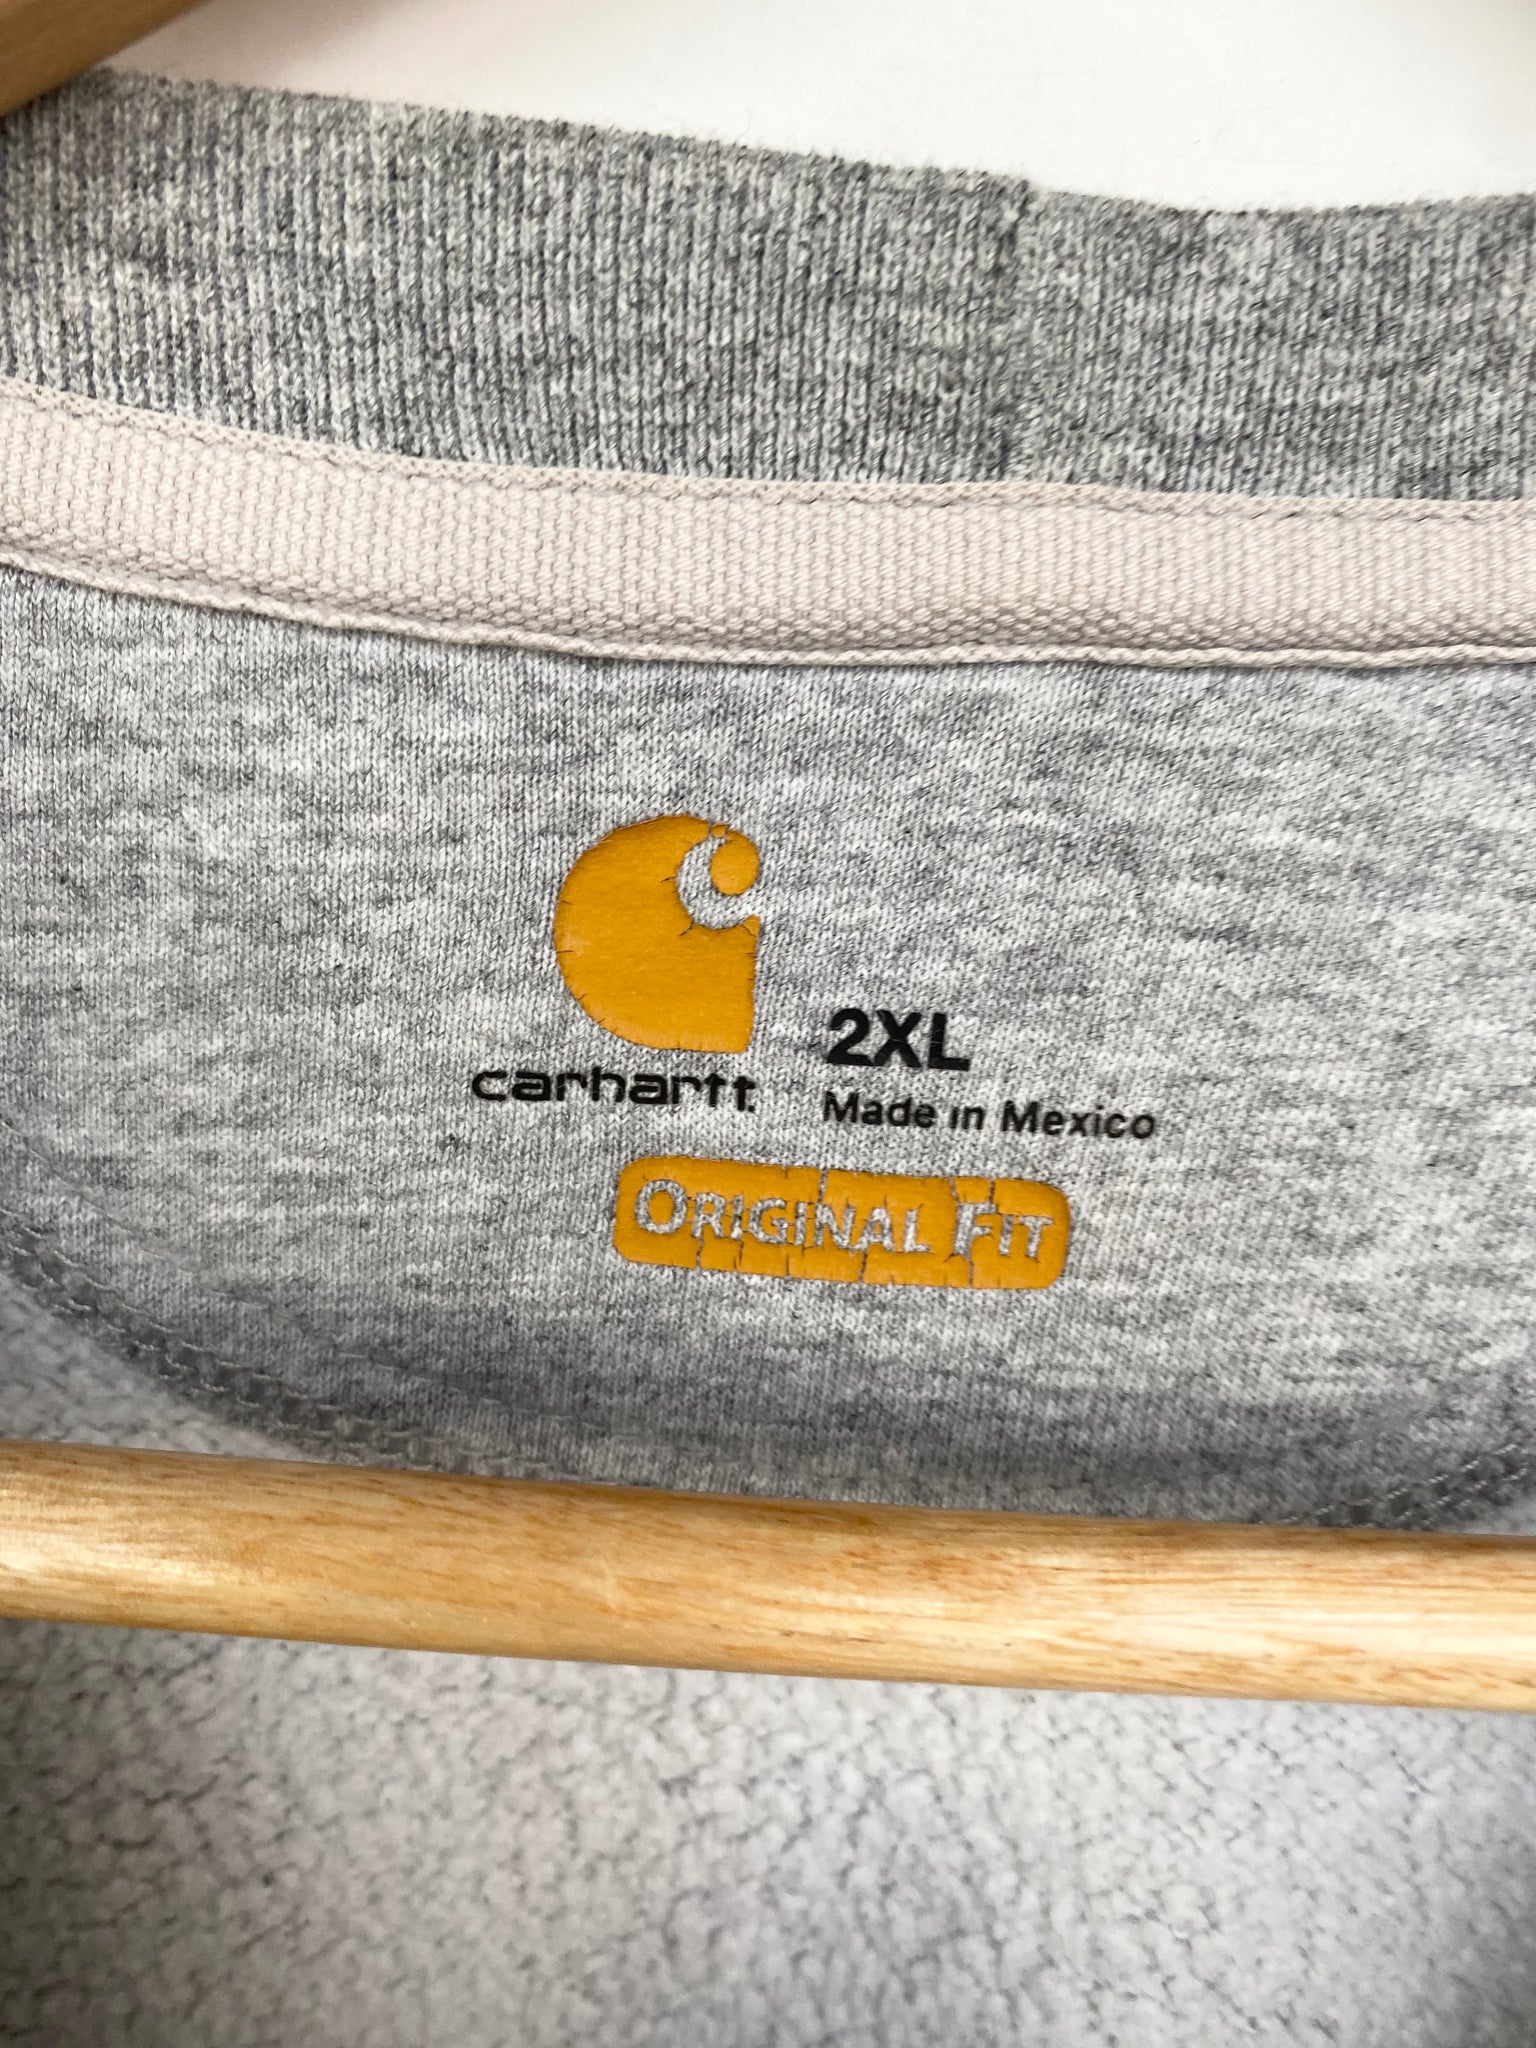 carhartt.
2XL
Made in Mexico
ORIGINAL FIT